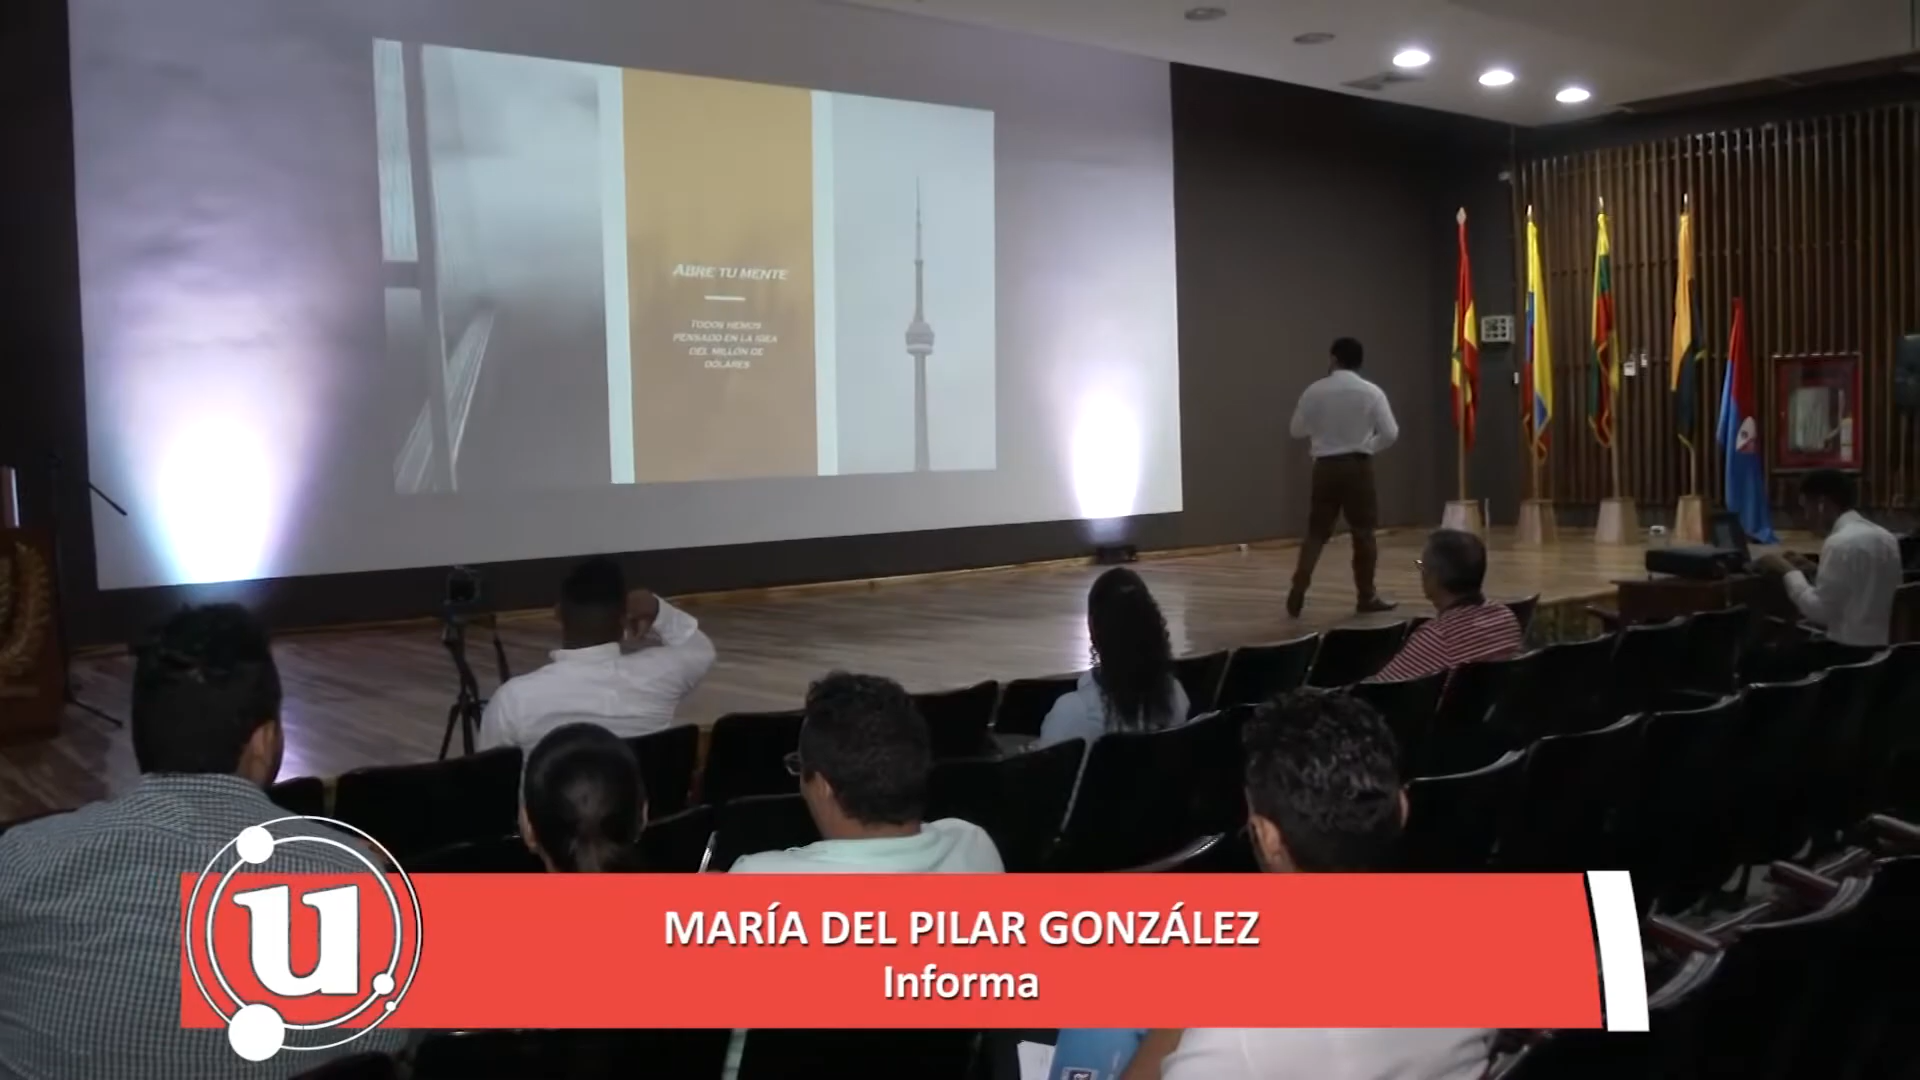 ABRE TU MENTE
TODOS HEMOS
PENSADO EN LA IDEA
DEL MILLÓN DE
DÓLARES
u
MARÍA DEL PILAR GONZÁLEZ
Informa